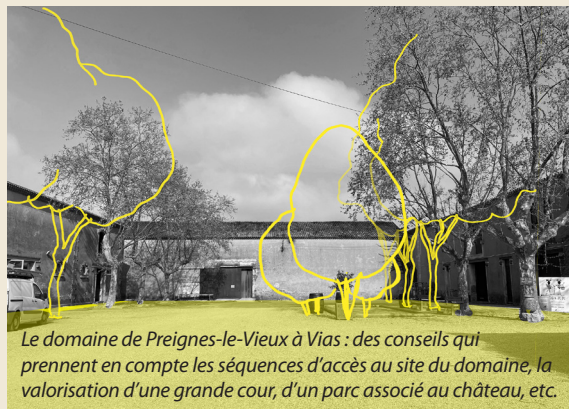 Le domaine de Preignes-le-Vieux à Vias : des conseils qui
prennent en compte les séquences d'accès au site du domaine, la
valorisation d'une grande cour, d'un parc associé au château, etc.